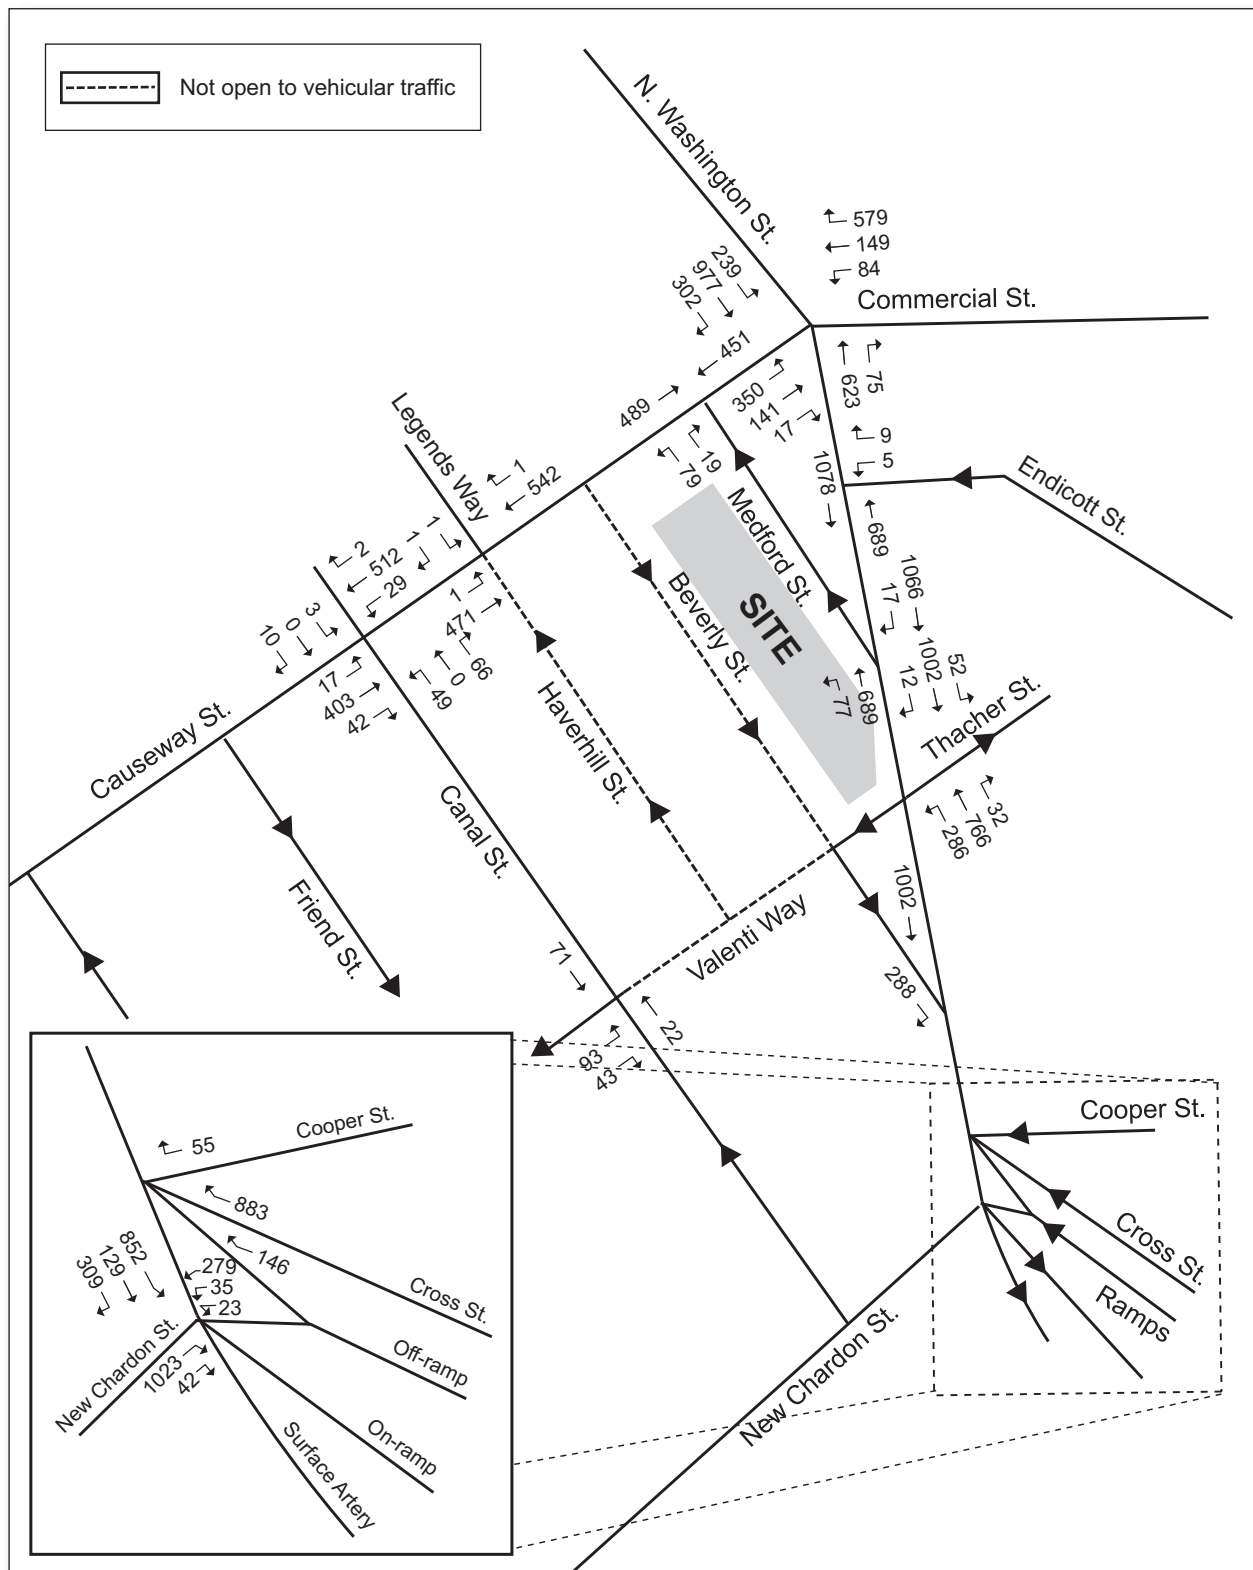 Not open to vehicular traffic
N. Washington St.
579
149
84
Commercial St.
239
977
302
451
489
350
141
17
623
75
9
5
Endicott St.
1078
689
Legends Way
1
542
19
79
Medford St.
Beverly St.
SITE
1066
17
1002
12
52
Thacher St.
689
77
2
512
29
1
1
1
471
3
0
10
17
403
42
66
0
49
Causeway St.
Haverhill St.
Canal St.
Friend St.
Valenti Way
32
766
286
1002
288
71
22
93
43
Cooper St.
Cross St.
Ramps
New Chardon St.
Cooper St.
55
883
146
852
129
309
279
35
23
Cross St.
Off-ramp
On-ramp
Surface Artery
New Chardon St.
1023
42